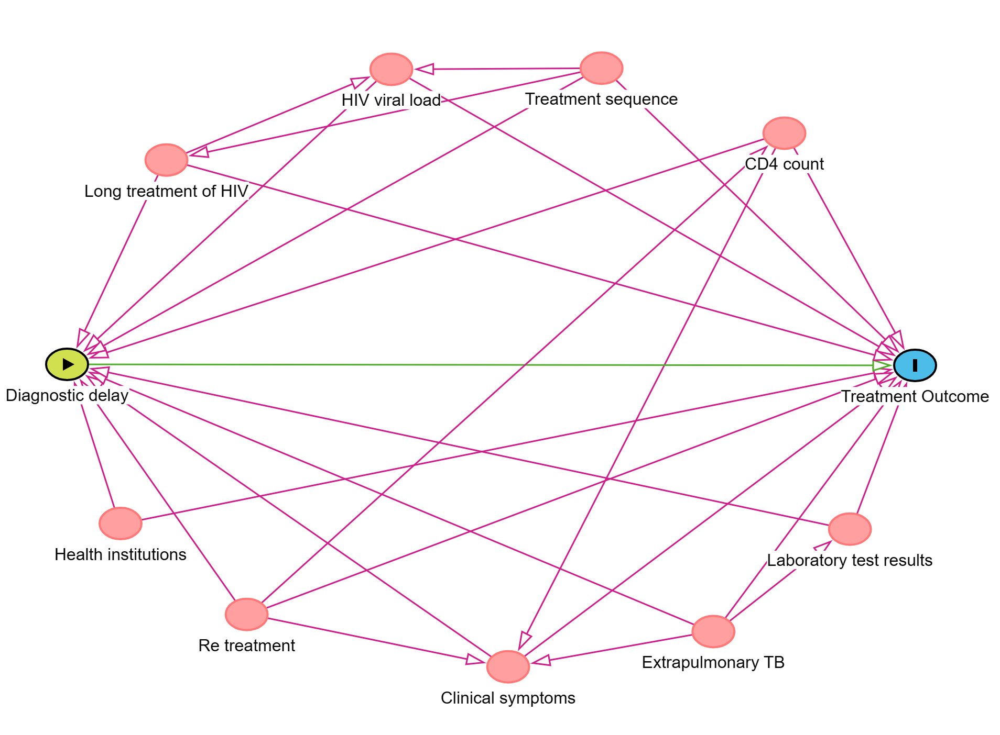 HIV viral load
Treatment sequence
CD4 count
Long treatment of HIV
Diagnostic delay
Treatment Outcome
Health institutions
Laboratory test results
Re treatment
Extrapulmonary TB
Clinical symptoms